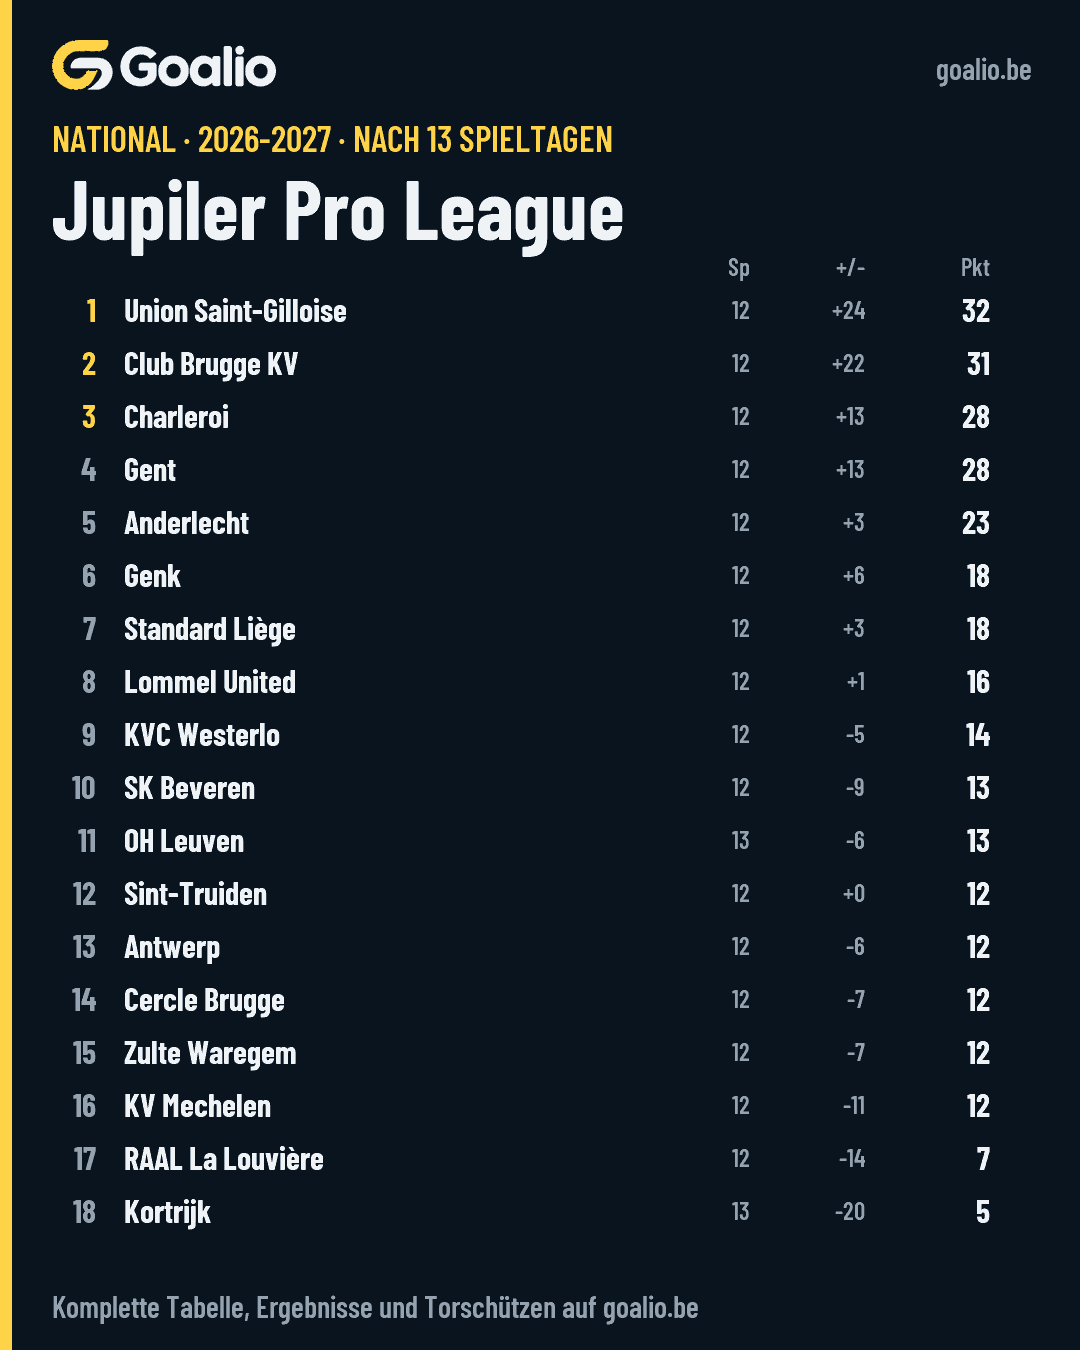 Goalio
goalio.be
NATIONAL · 2026-2027 · NACH 13 SPIELTAGEN
Jupiler Pro League
Sp +/- Pkt
1 Union Saint-Gilloise 12 +24 32
2 Club Brugge KV 12 +22 31
3 Charleroi 12 +13 28
4 Gent 12 +13 28
5 Anderlecht 12 +3 23
6 Genk 12 +6 18
7 Standard Liège 12 +3 18
8 Lommel United 12 +1 16
9 KVC Westerlo 12 -5 14
10 SK Beveren 12 -9 13
11 OH Leuven 13 -6 13
12 Sint-Truiden 12 +0 12
13 Antwerp 12 -6 12
14 Cercle Brugge 12 -7 12
15 Zulte Waregem 12 -7 12
16 KV Mechelen 12 -11 12
17 RAAL La Louvière 12 -14 7
18 Kortrijk 13 -20 5
Komplette Tabelle, Ergebnisse und Torschützen auf goalio.be